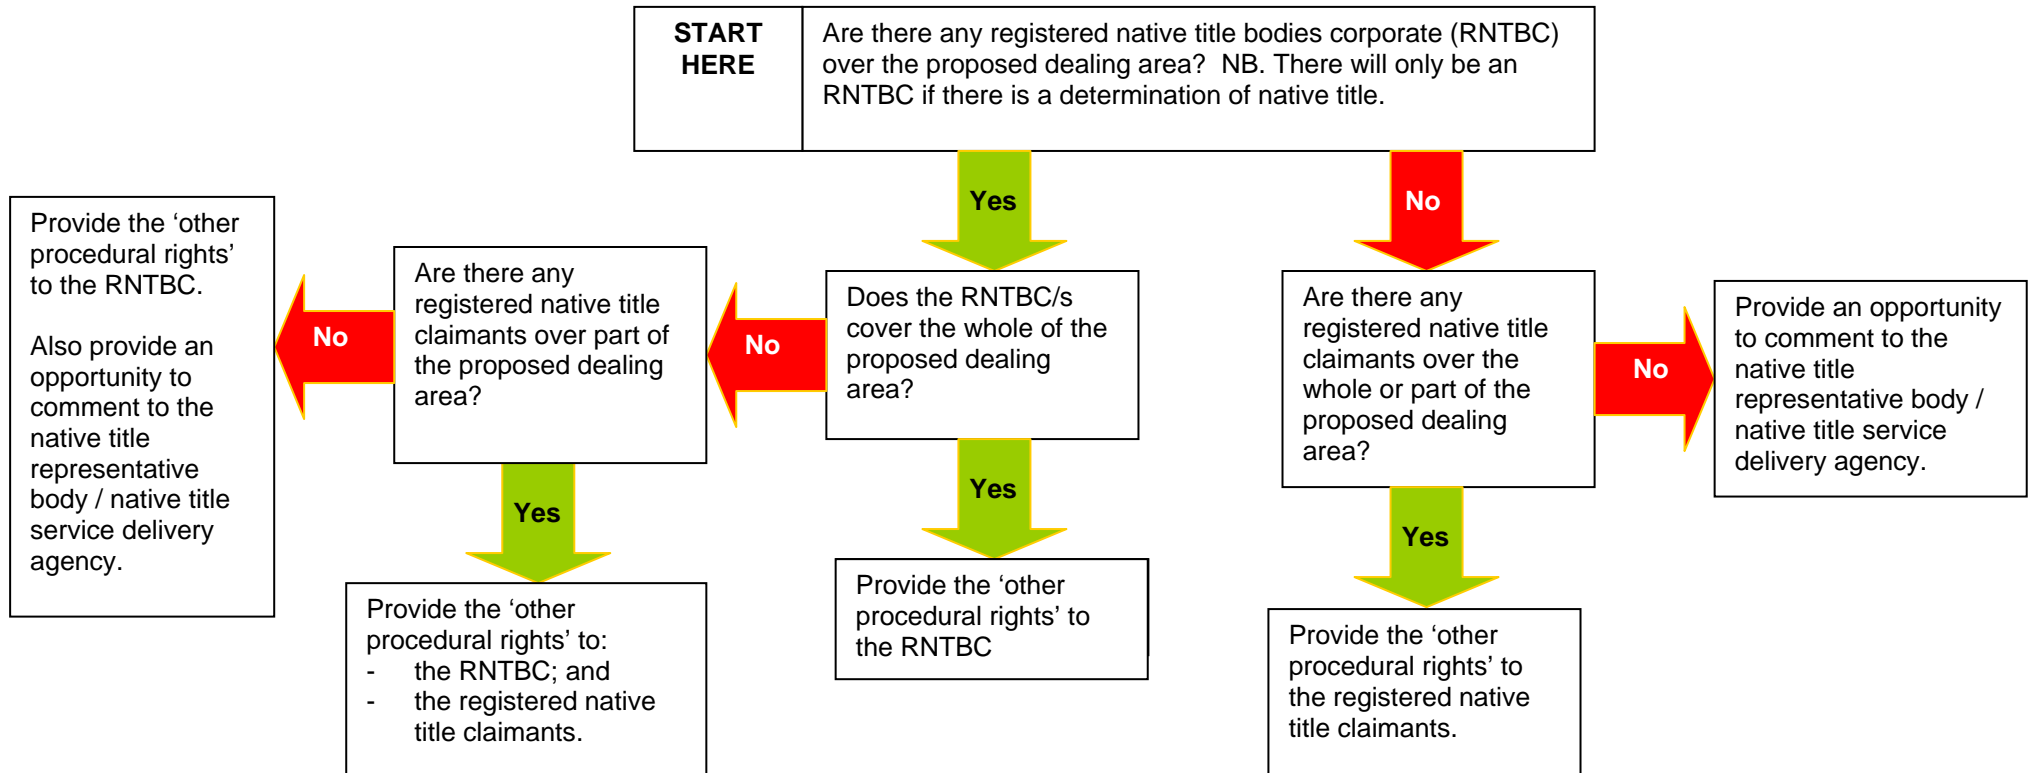 START
HERE
Are there any registered native title bodies corporate (RNTBC)
over the proposed dealing area?  NB. There will only be an
RNTBC if there is a determination of native title.
Yes
No
Provide the ‘other
procedural rights’
to the RNTBC.
Also provide an
opportunity to
comment to the
native title
representative
body / native title
service delivery
agency.
No
Are there any
registered native title
claimants over part of
the proposed dealing
area?
No
Does the RNTBC/s
cover the whole of the
proposed dealing
area?
Are there any
registered native title
claimants over the
whole or part of the
proposed dealing
area?
No
Provide an opportunity
to comment to the
native title
representative body /
native title service
delivery agency.
Yes
Yes
Yes
Provide the ‘other
procedural rights’ to:
- the RNTBC; and
- the registered native
title claimants.
Provide the ‘other
procedural rights’ to
the RNTBC
Provide the ‘other
procedural rights’ to
the registered native
title claimants.